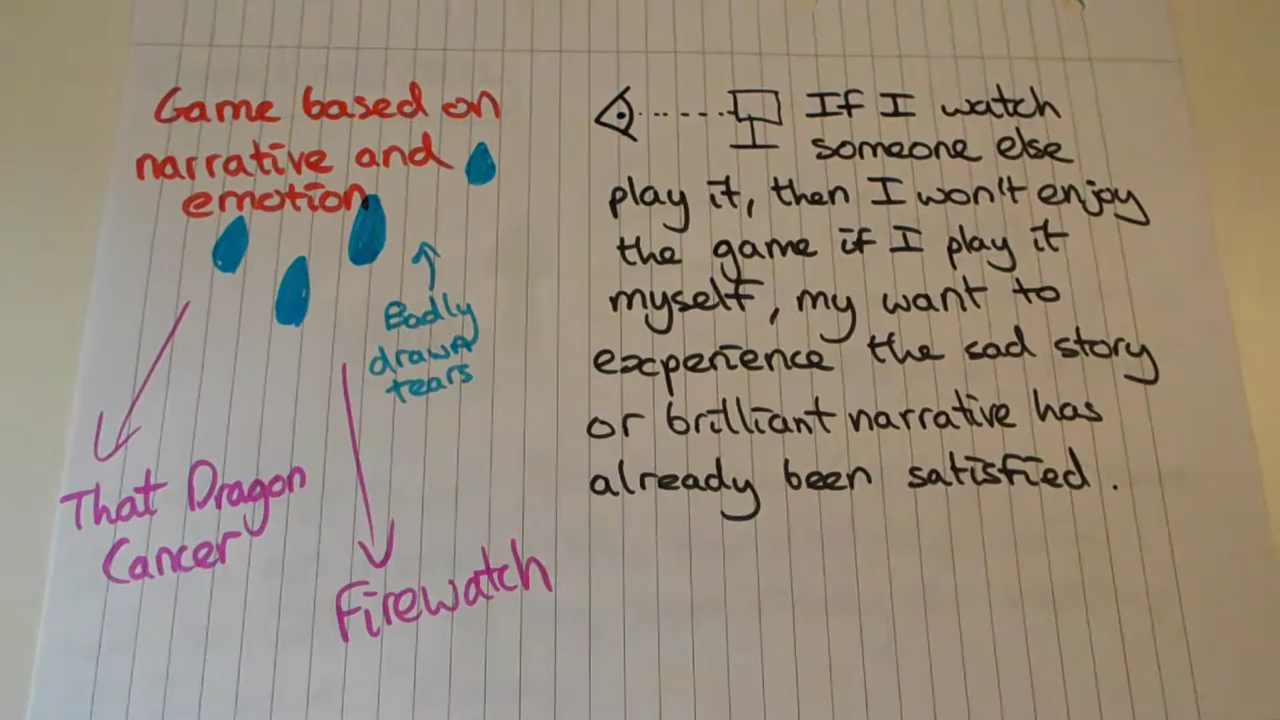 Game based on
narrative and
emotion
Badly
drawn
tears
That Dragon
Cancer
Firewatch
If I watch
someone else
play it, then I won't enjoy
the game if I play it
myself, my want to
experience the sad story
or brilliant narrative has
already been satisfied.